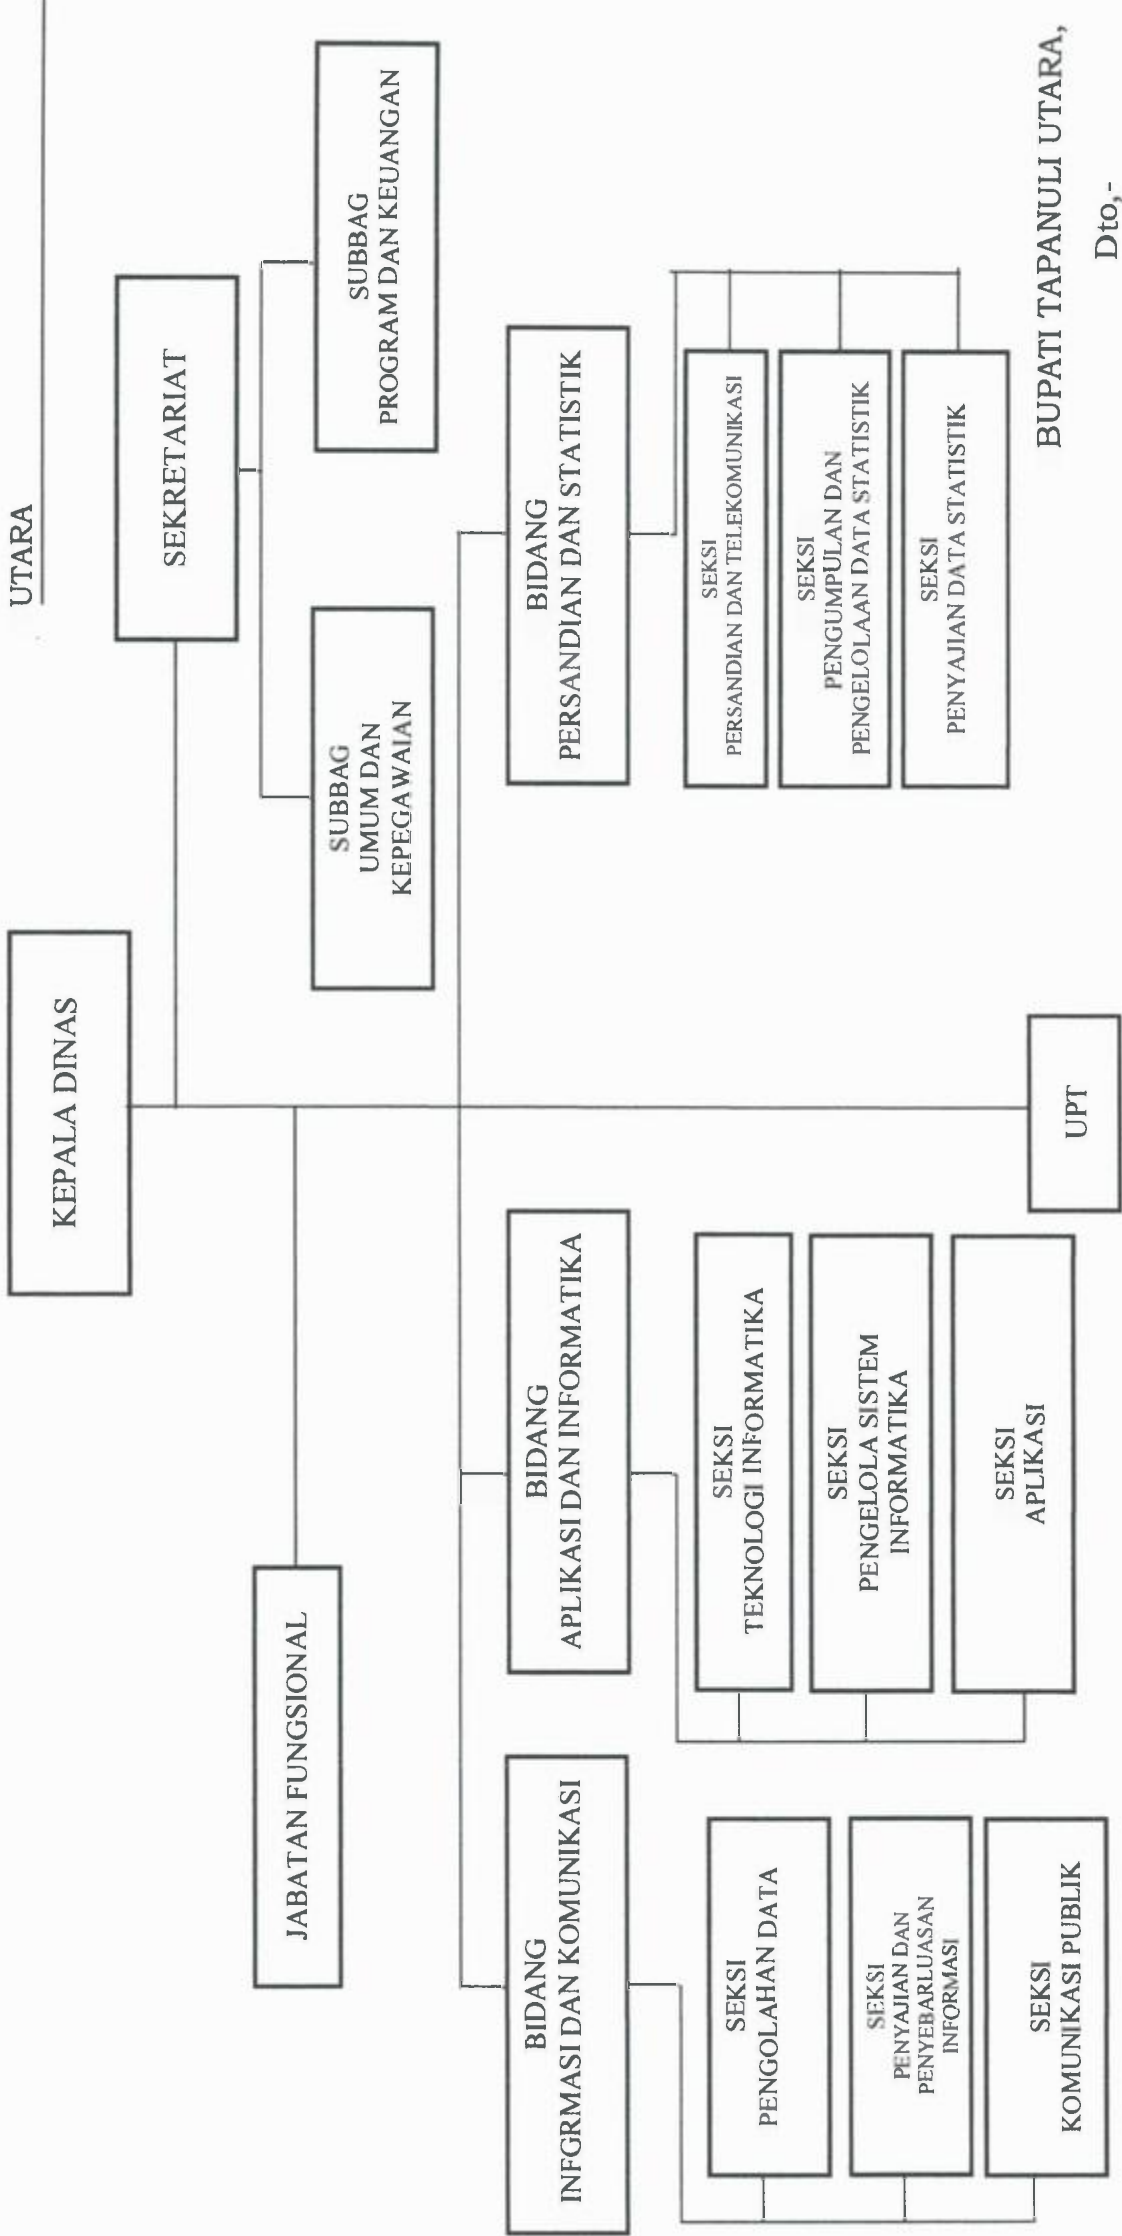 UTARA
KEPALA DINAS
SEKRETARIAT
JABATAN FUNGSIONAL
SUBBAG
UMUM DAN
KEPEGAWAIAN
SUBBAG
PROGRAM DAN KEUANGAN
BIDANG
INFGRMASI DAN KOMUNIKASI
BIDANG
APLIKASI DAN INFORMATIKA
BIDANG
PERSANDIAN DAN STATISTIK
SEKSI
PENGOLAHAN DATA
SEKSI
PENYAJIAN DAN
PENYEBARLUASAN
INFORMASI
SEKSI
KOMUNIKASI PUBLIK
SEKSI
TEKNOLOGI INFORMATIKA
SEKSI
PENGELOLA SISTEM
INFORMATIKA
SEKSI
APLIKASI
SEKSI
PERSANDIAN DAN TELEKOMUNIKASI
SEKSI
PENGUMPULAN DAN
PENGELOLAAN DATA STATISTIK
SEKSI
PENYAJIAN DATA STATISTIK
UPT
BUPATI TAPANULI UTARA,
Dto,-